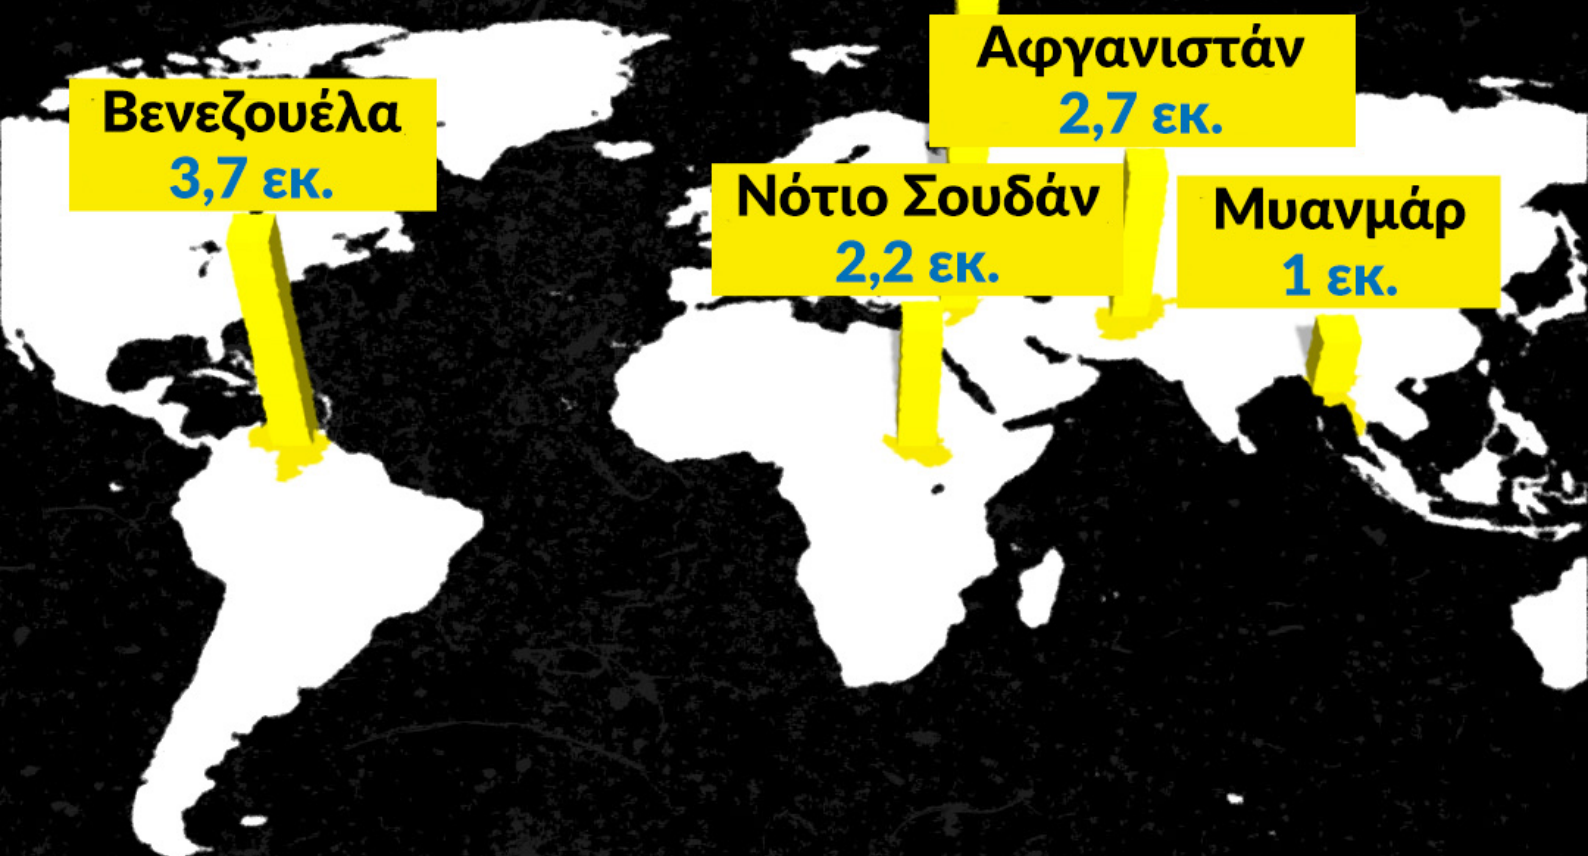 Αφγανιστάν
2,7 εκ.
Βενεζουέλα
3,7 εκ.
Νότιο Σουδάν
2,2 εκ.
Μυανμάρ
1 εκ.